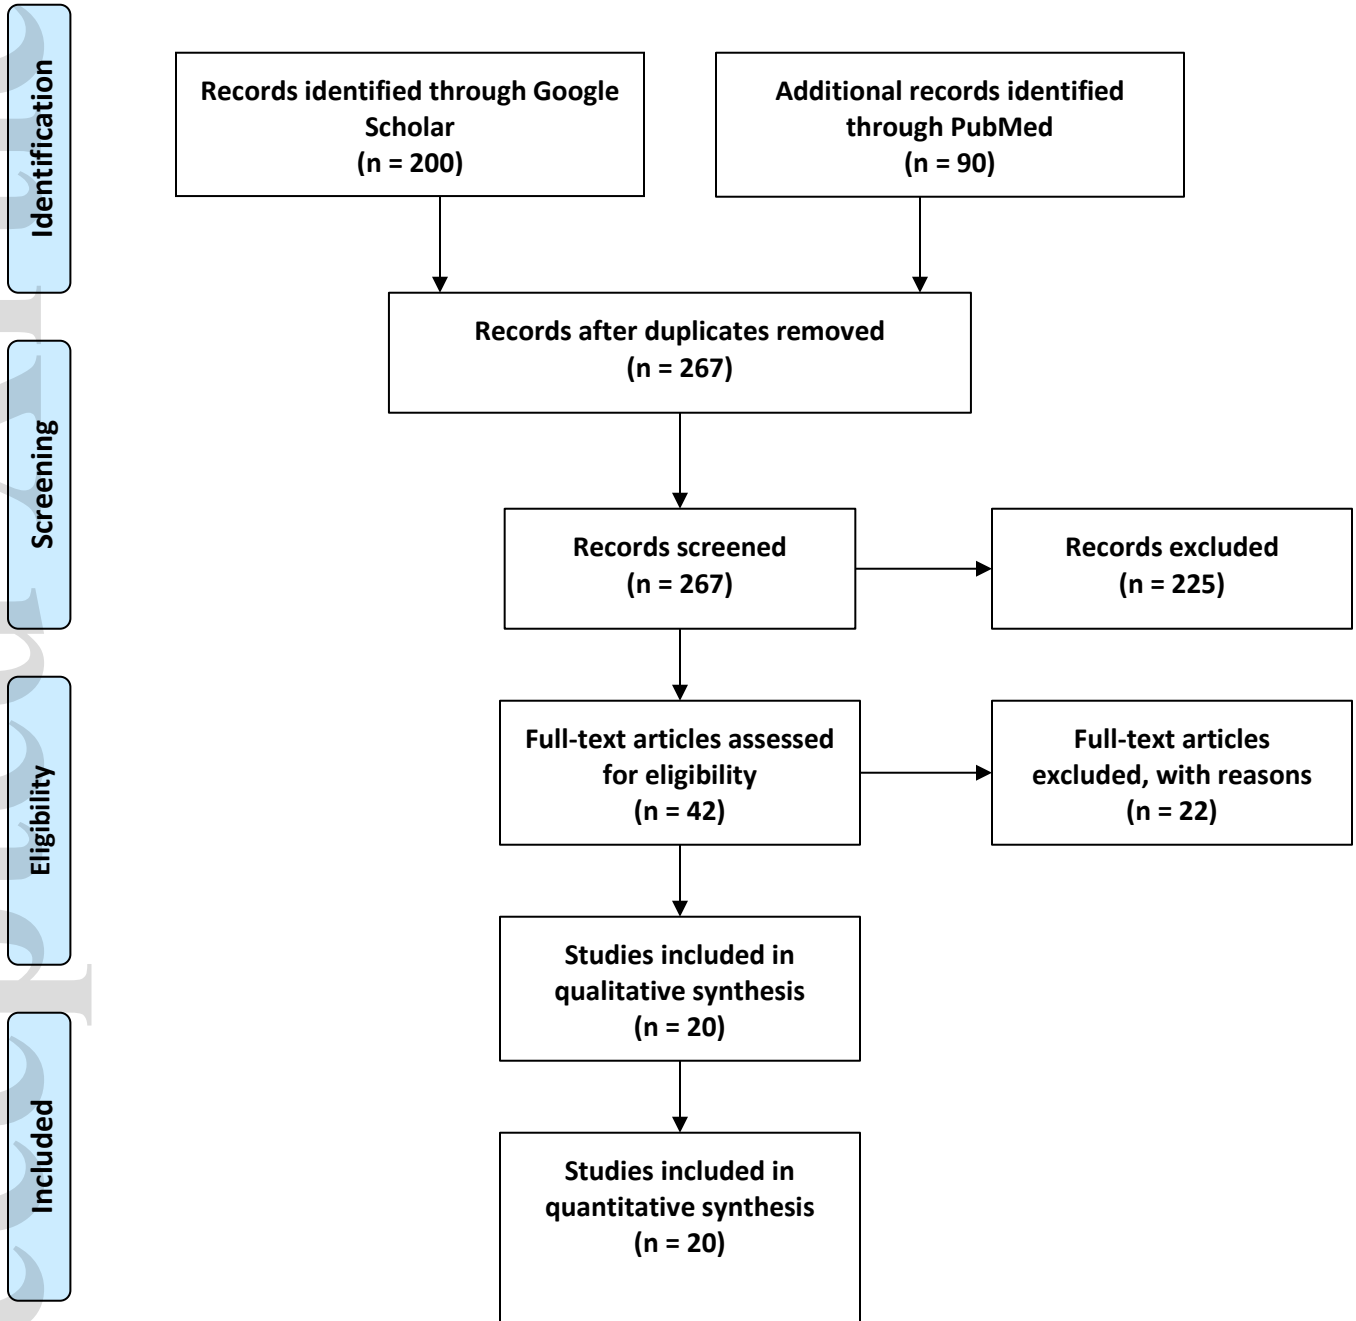 Identification
Records identified through Google
Scholar
(n = 200)
Additional records identified
through PubMed
(n = 90)
Records after duplicates removed
(n = 267)
Screening
Records screened
(n = 267)
Records excluded
(n = 225)
Eligibility
Full-text articles assessed
for eligibility
(n = 42)
Full-text articles
excluded, with reasons
(n = 22)
Studies included in
qualitative synthesis
(n = 20)
Included
Studies included in
quantitative synthesis
(n = 20)